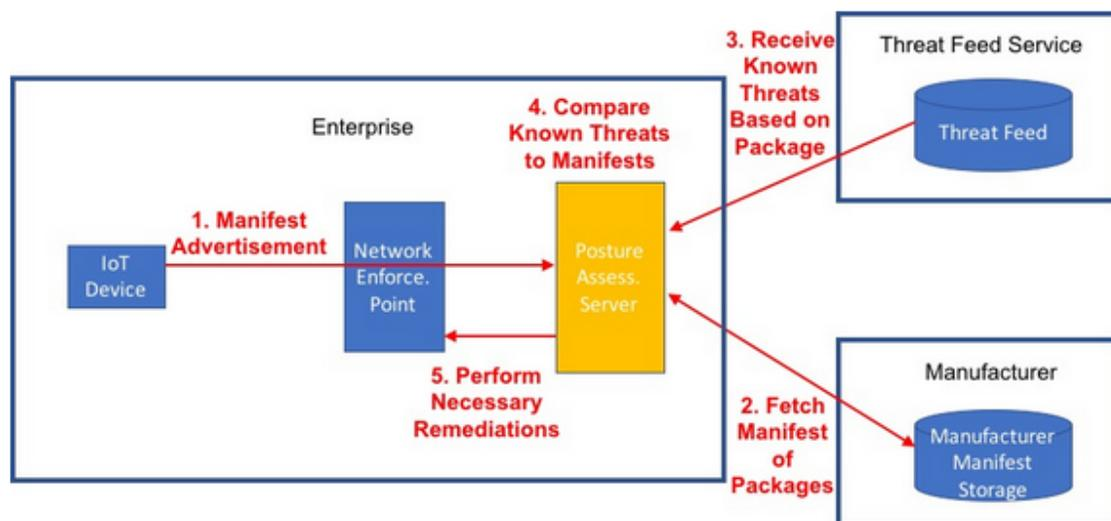 Enterprise
1. Manifest
Advertisement
IoT
Device
Network
Enforce.
Point
4. Compare
Known Threats
to Manifests
Posture
Assess.
Server
5. Perform
Necessary
Remediations
3. Receive
Known
Threats
Based on
Package
Threat Feed Service
Threat Feed
2. Fetch
Manifest
of
Packages
Manufacturer
Manufacturer
Manifest
Storage